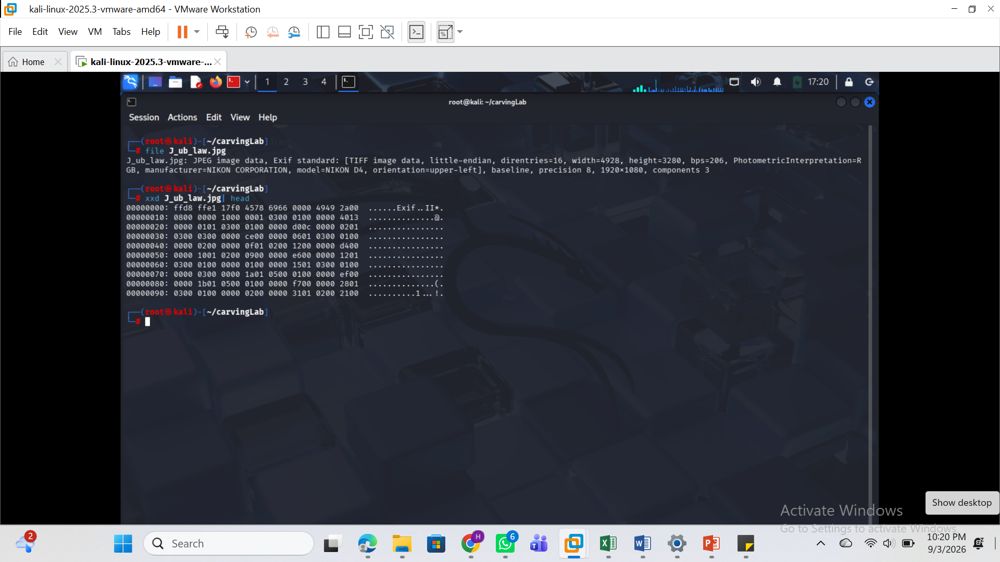 kali-linux-2025.3-vmware-amd64 - VMware Workstation
File Edit View VM Tabs Help
Home
kali-linux-2025.3-vmware-...
1 2 3 4
17:20
root@kali: ~/carvingLab
Session Actions Edit View Help
Trash
┌──(root㉿kali)-[~/carvingLab]
└─# file J_ub_law.jpg
J_ub_law.jpg: JPEG image data, Exif standard: [TIFF image data, little-endian, direntries=16, width=4928, height=3280, bps=206, PhotometricInterpretation=R
GB, manufacturer=NIKON CORPORATION, model=NIKON D4, orientation=upper-left], baseline, precision 8, 1920×1080, components 3
┌──(root㉿kali)-[~/carvingLab]
└─# xxd J_ub_law.jpg| head
00000000: ffd8 ffe1 17f0 4578 6966 0000 4949 2a00  ......Exif..II*.
00000010: 0800 0000 1000 0001 0300 0100 0000 4013  ..............@.
00000020: 0000 0101 0300 0100 0000 d00c 0000 0201  ................
00000030: 0300 0300 0000 ce00 0000 0601 0300 0100  ................
00000040: 0000 0200 0000 0f01 0200 1200 0000 d400  ................
00000050: 0000 1001 0200 0900 0000 e600 0000 1201  ................
00000060: 0300 0100 0000 0100 0000 1501 0300 0100  ................
00000070: 0000 0300 0000 1a01 0500 0100 0000 ef00  ................
00000080: 0000 1b01 0500 0100 0000 f700 0000 2801  ..............(.
00000090: 0300 0100 0000 0200 0000 3101 0200 2100  ..........1...!.
┌──(root㉿kali)-[~/carvingLab]
└─#
Show desktop
Activate Windows
Go to Settings to activate Windows.
2
Search
H
6
10:20 PM
9/3/2026